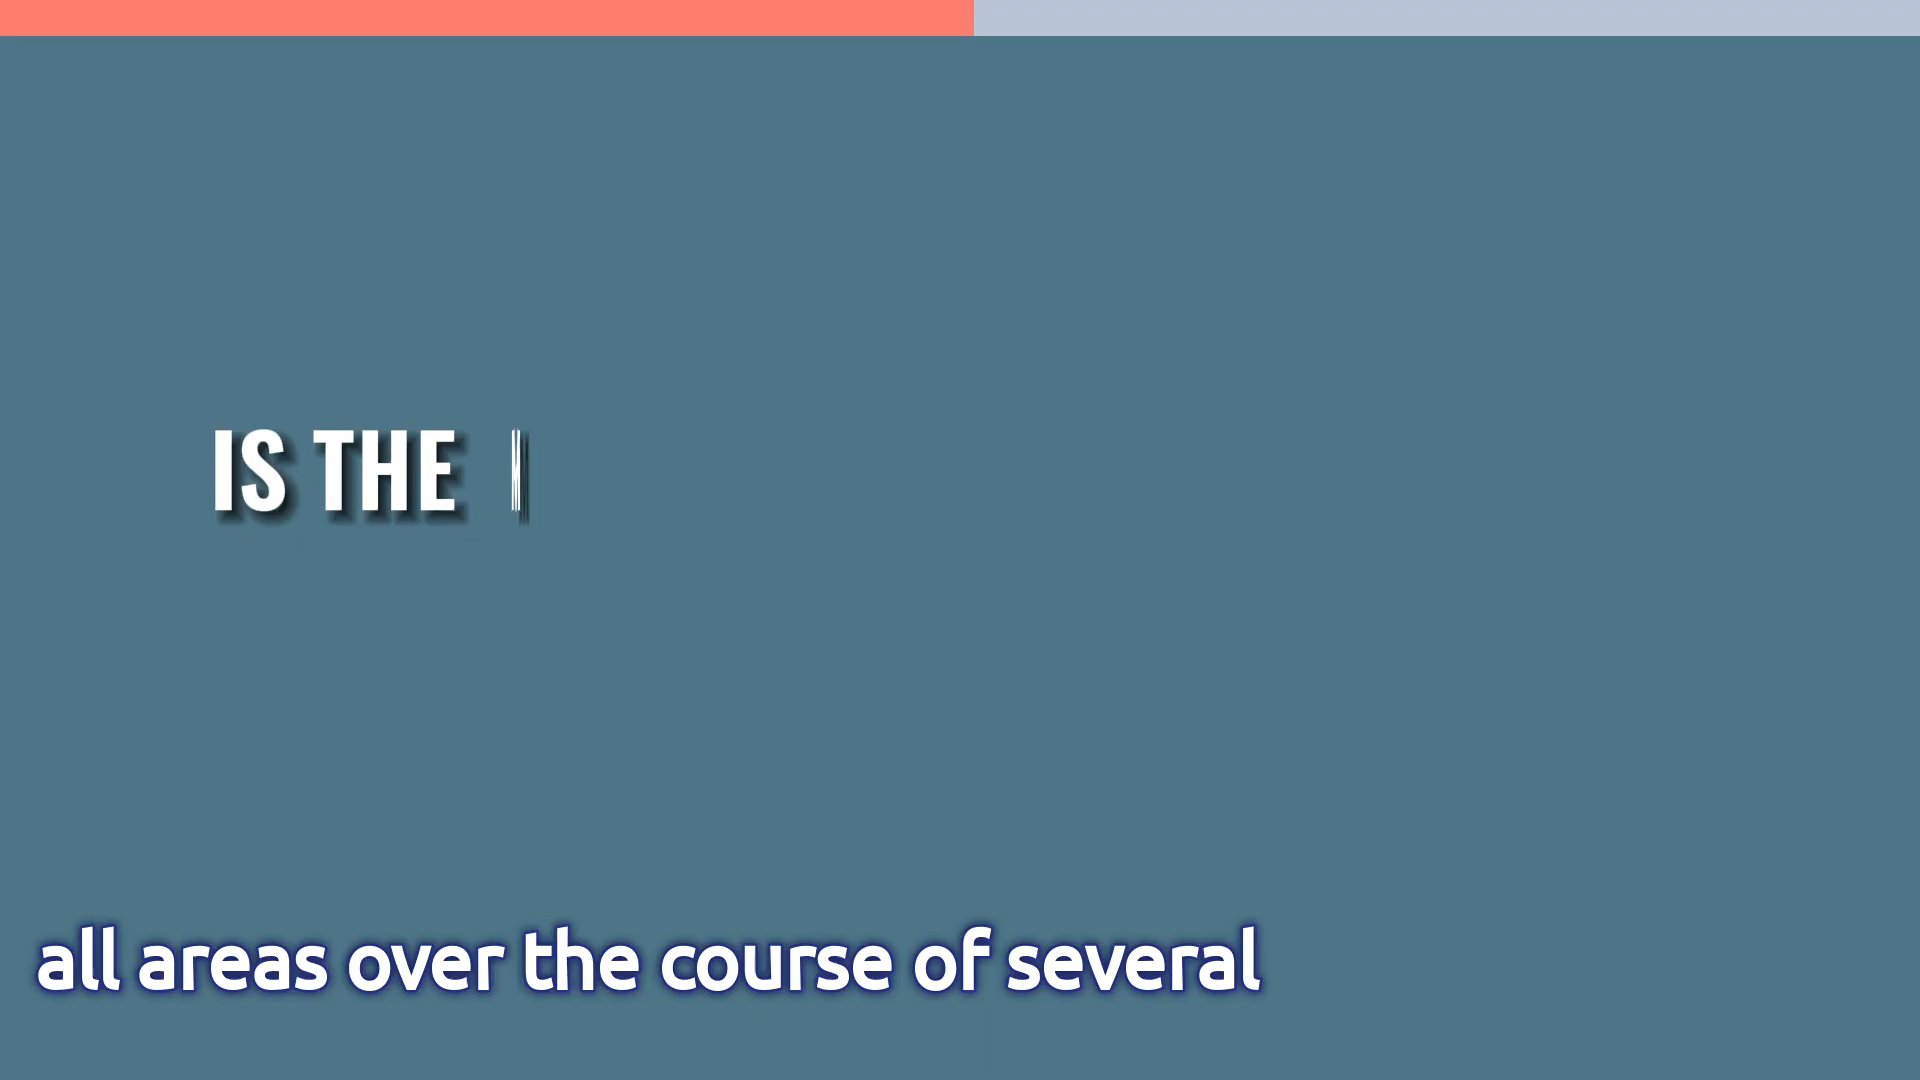 IS THE
all areas over the course of several